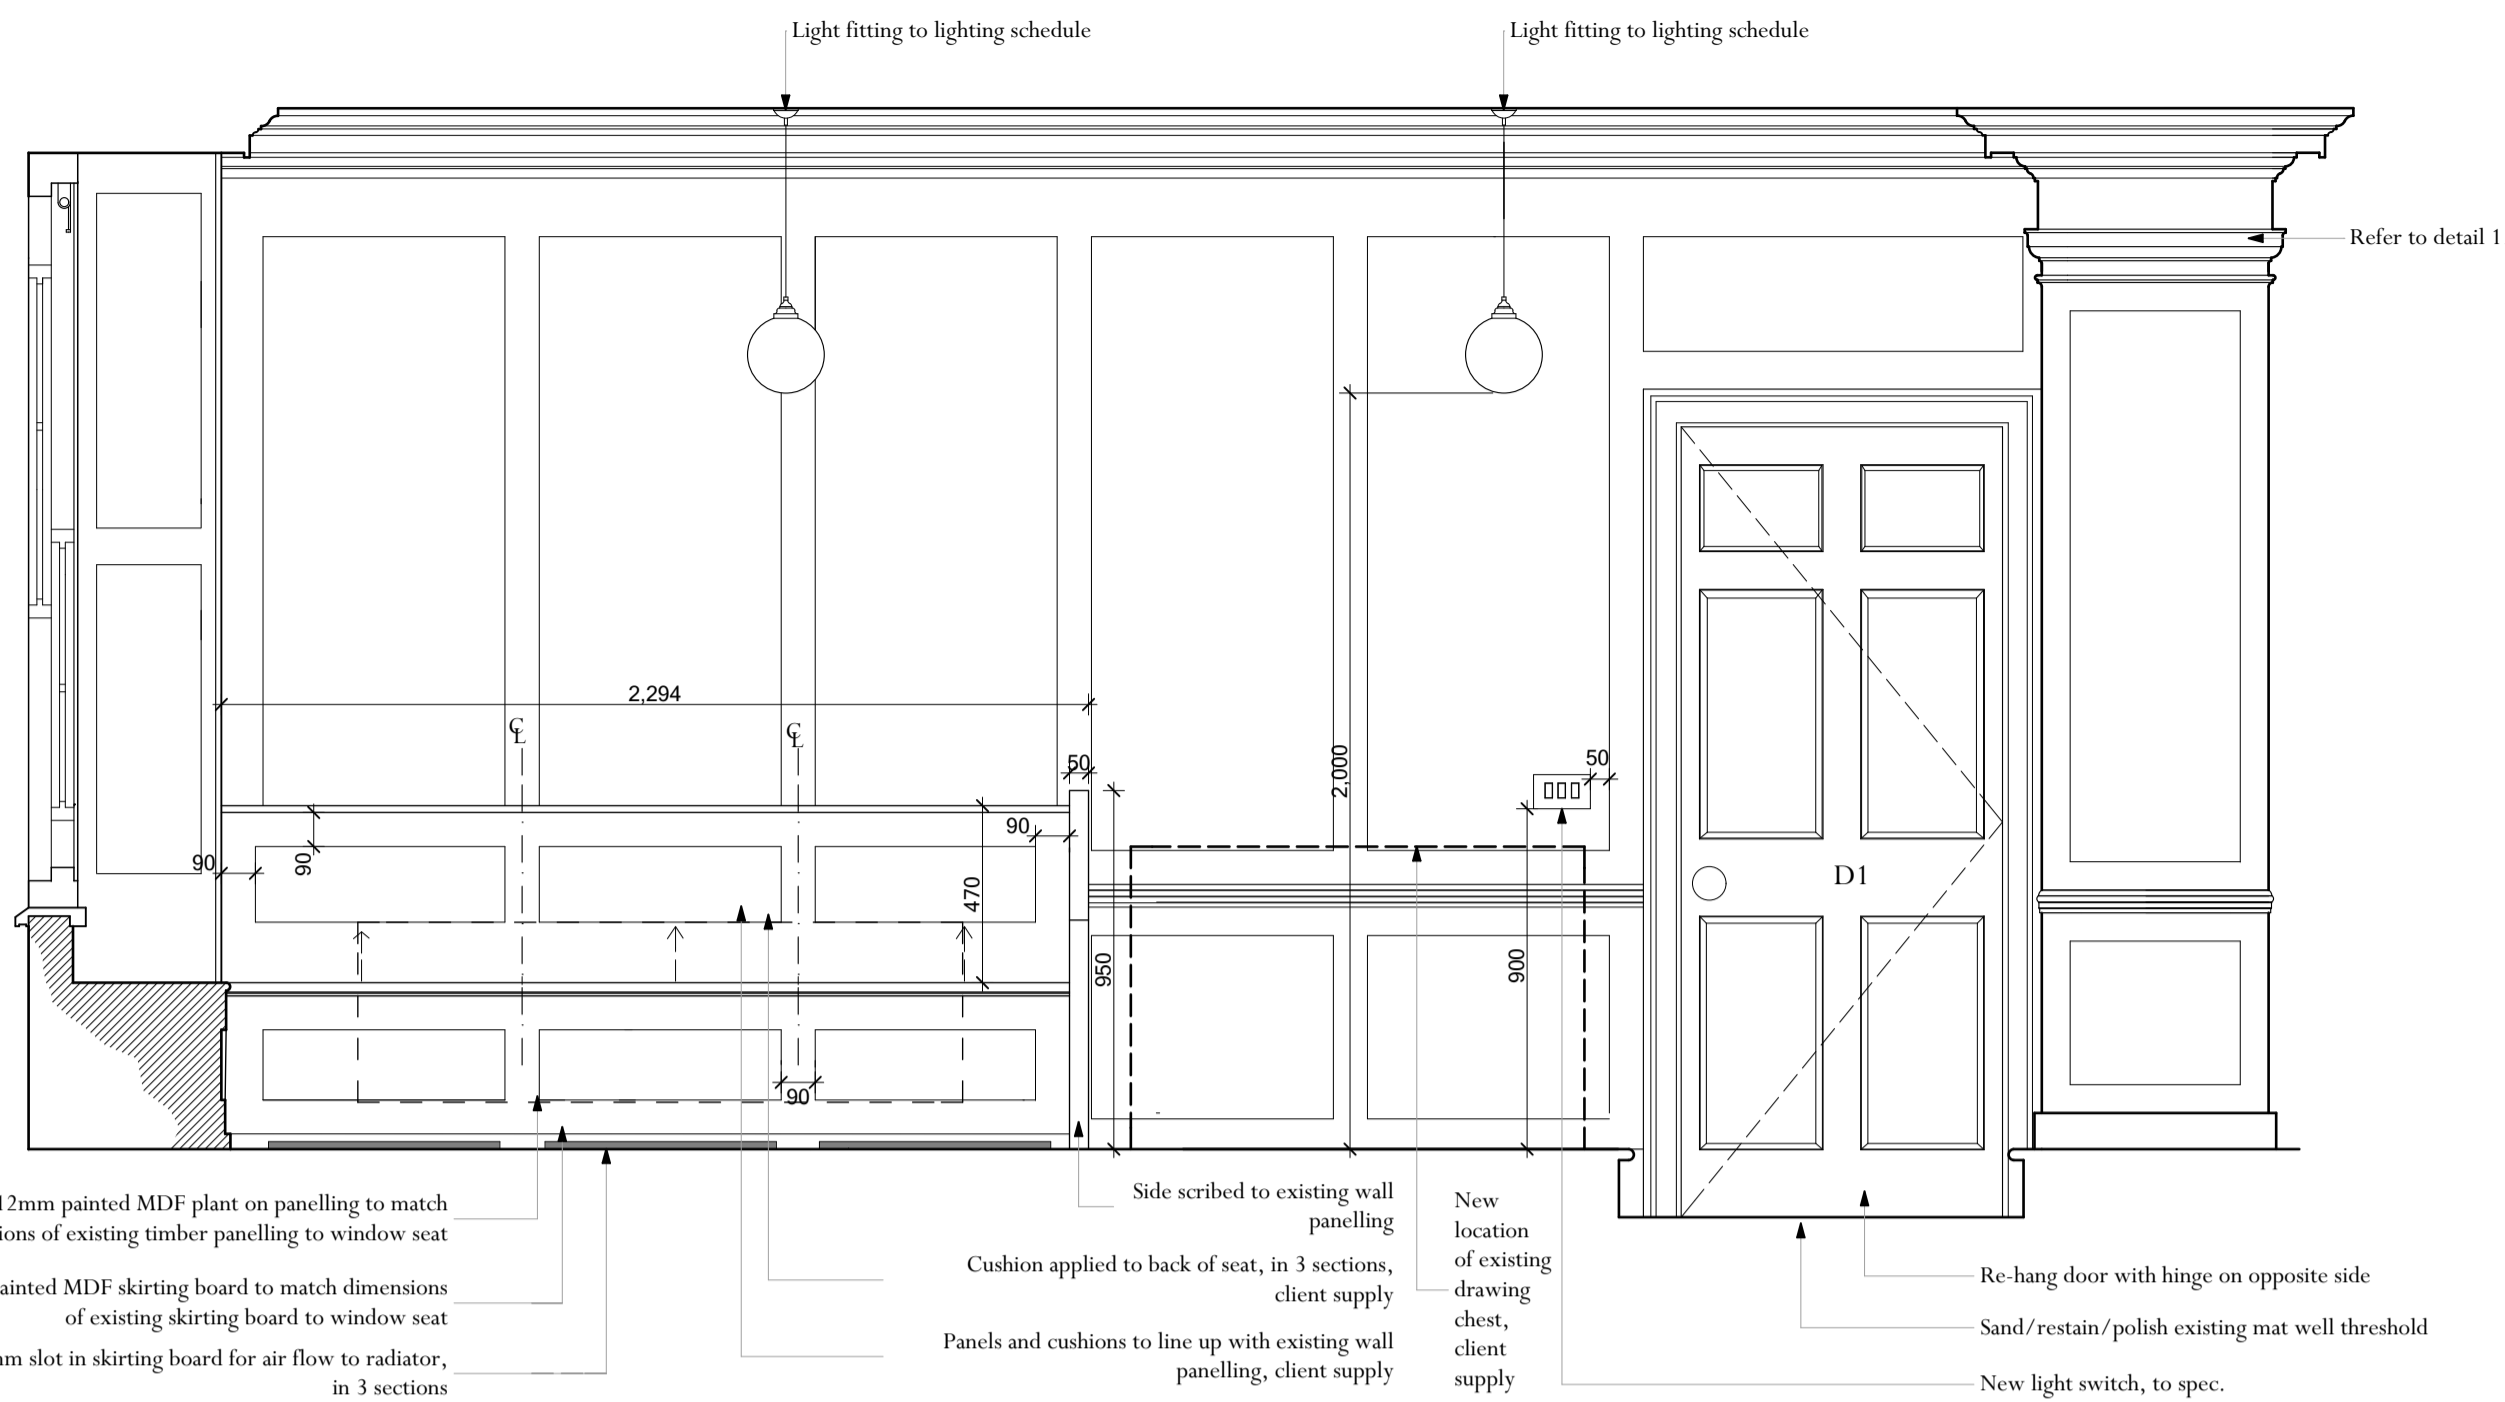 Light fitting to lighting schedule
Light fitting to lighting schedule
Refer to detail 1
2,294
C
L
C
L
50
2,000
50
90
90
90
470
950
900
D1
90
12mm painted MDF plant on panelling to match
ions of existing timber panelling to window seat
ainted MDF skirting board to match dimensions
of existing skirting board to window seat
m slot in skirting board for air flow to radiator,
in 3 sections
Side scribed to existing wall
panelling
Cushion applied to back of seat, in 3 sections,
client supply
Panels and cushions to line up with existing wall
panelling, client supply
New
location
of existing
drawing
chest,
client
supply
Re-hang door with hinge on opposite side
Sand/restain/polish existing mat well threshold
New light switch, to spec.